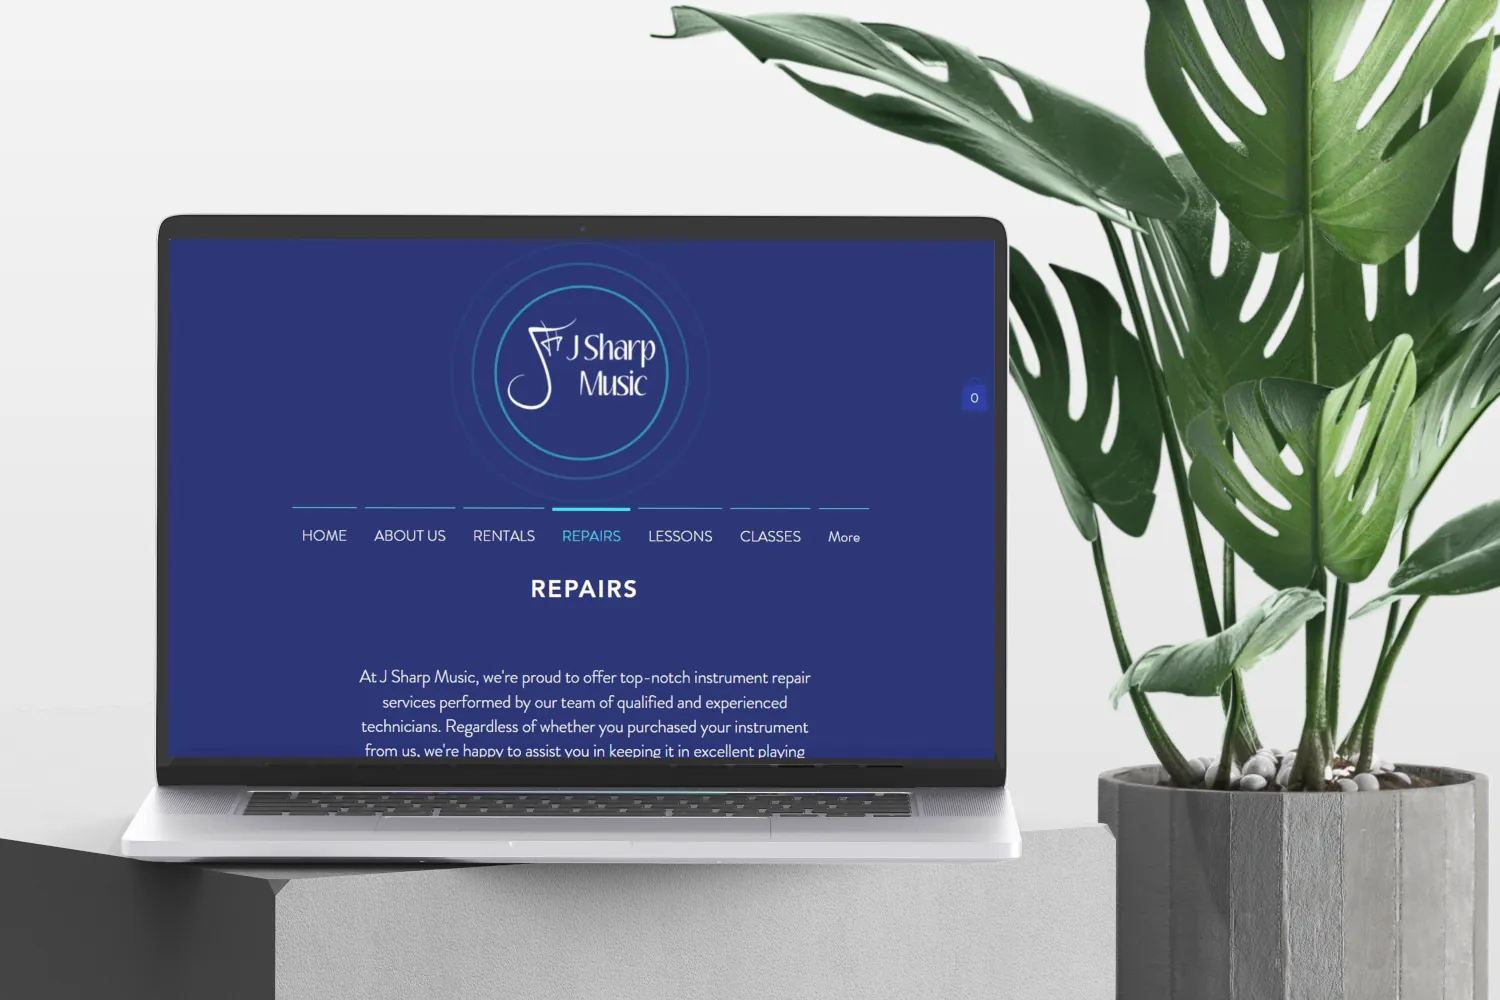 J Sharp
Music
0
HOME ABOUT US RENTALS REPAIRS LESSONS CLASSES More
REPAIRS
At J Sharp Music, we're proud to offer top-notch instrument repair
services performed by our team of qualified and experienced
technicians. Regardless of whether you purchased your instrument
from us, we're happy to assist you in keeping it in excellent playing